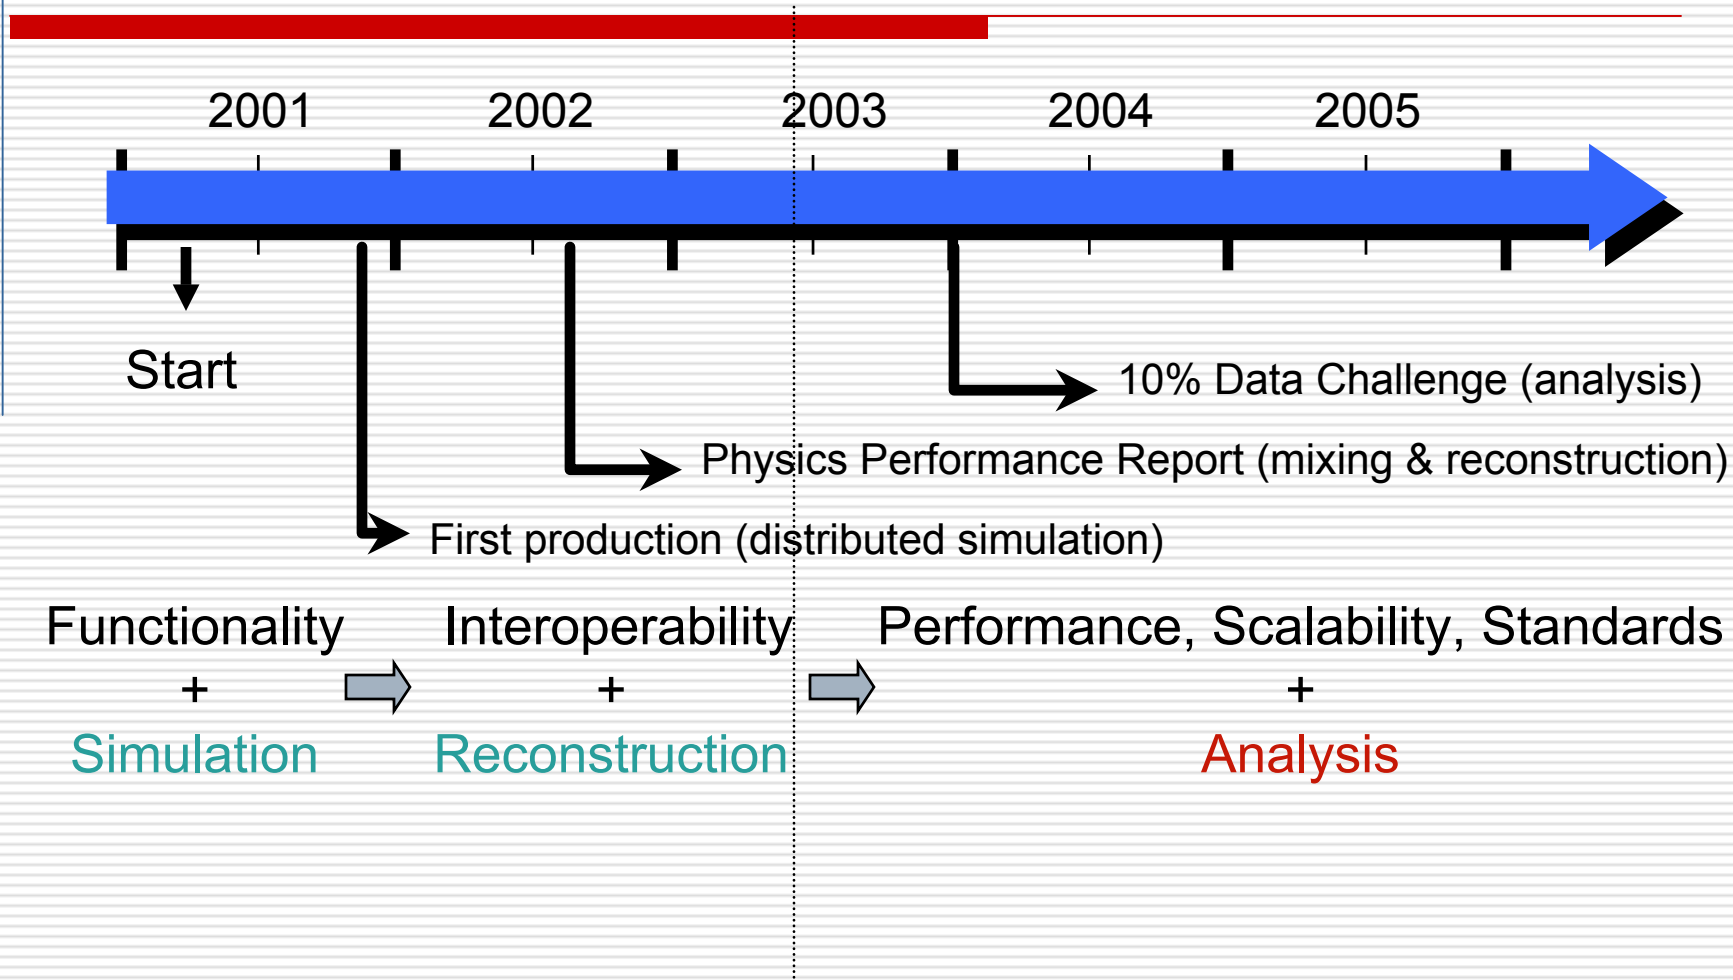 2001 2002 2003 2004 2005
Start
10% Data Challenge (analysis)
Physics Performance Report (mixing & reconstruction)
First production (distributed simulation)
Functionality Interoperability Performance, Scalability, Standards
+ + +
Simulation Reconstruction Analysis